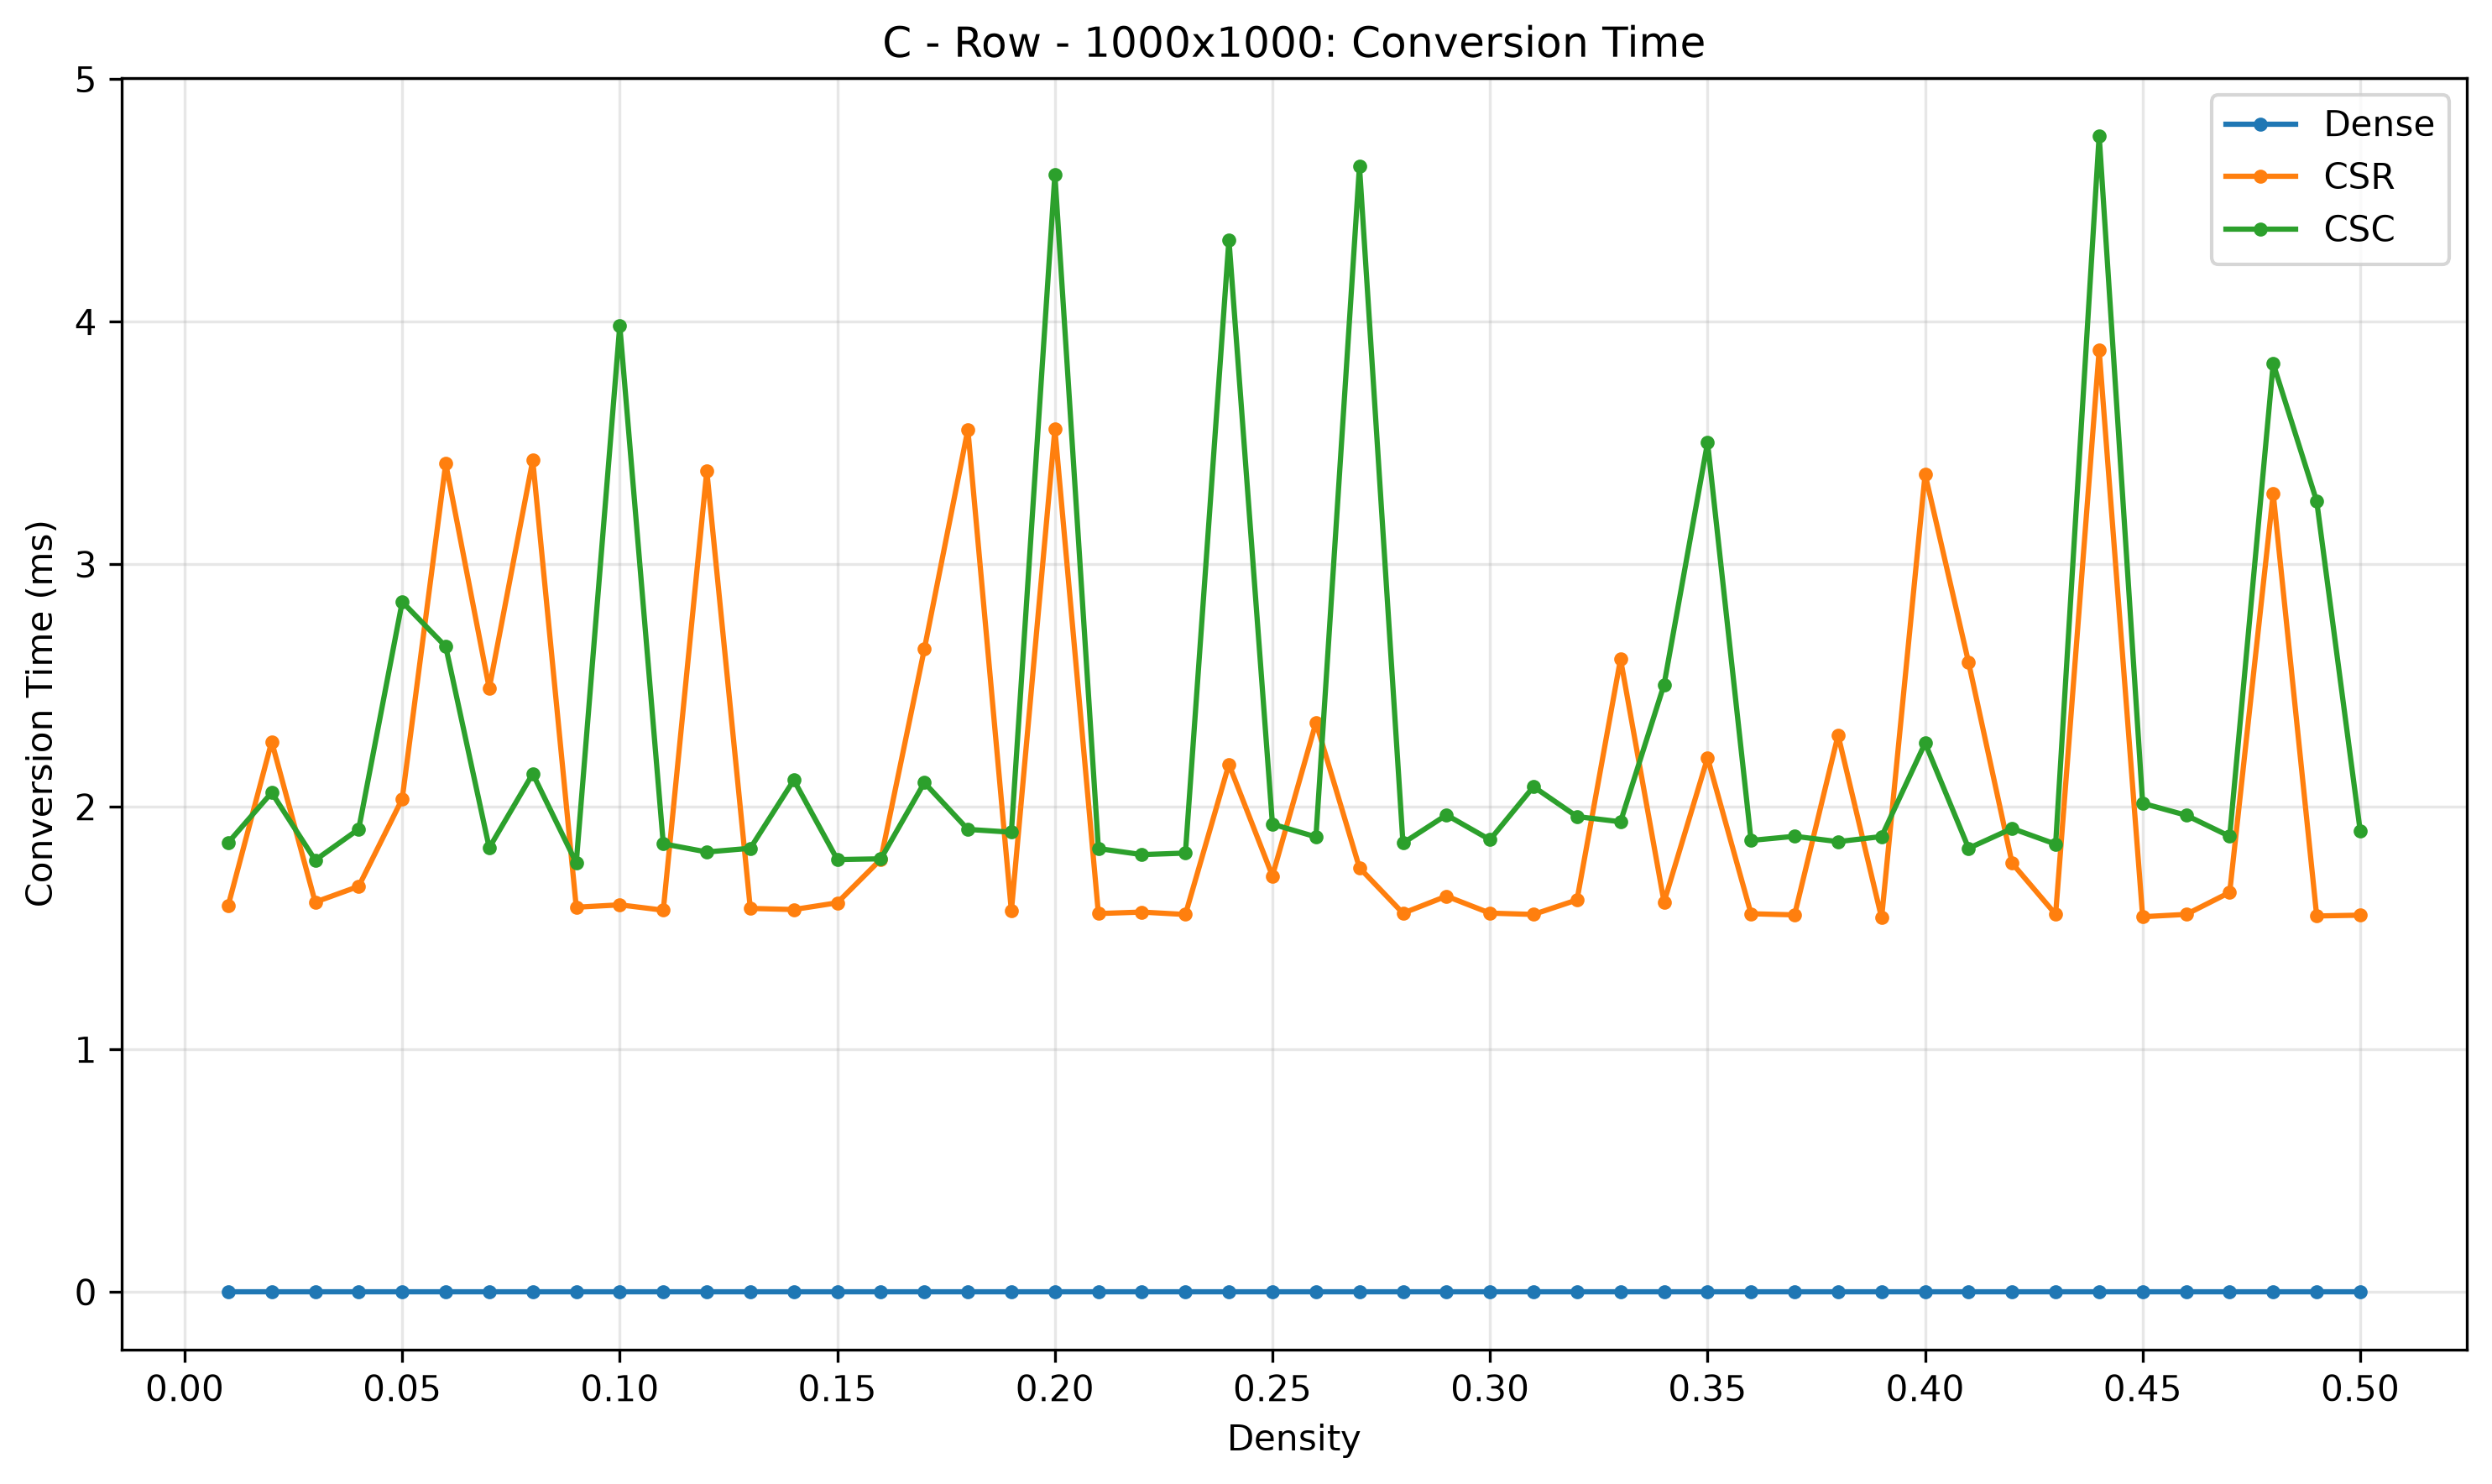 C - Row - 1000x1000: Conversion Time
5
4
3
2
1
0
Conversion Time (ms)
Dense
CSR
CSC
0.00 0.05 0.10 0.15 0.20 0.25 0.30 0.35 0.40 0.45 0.50
Density